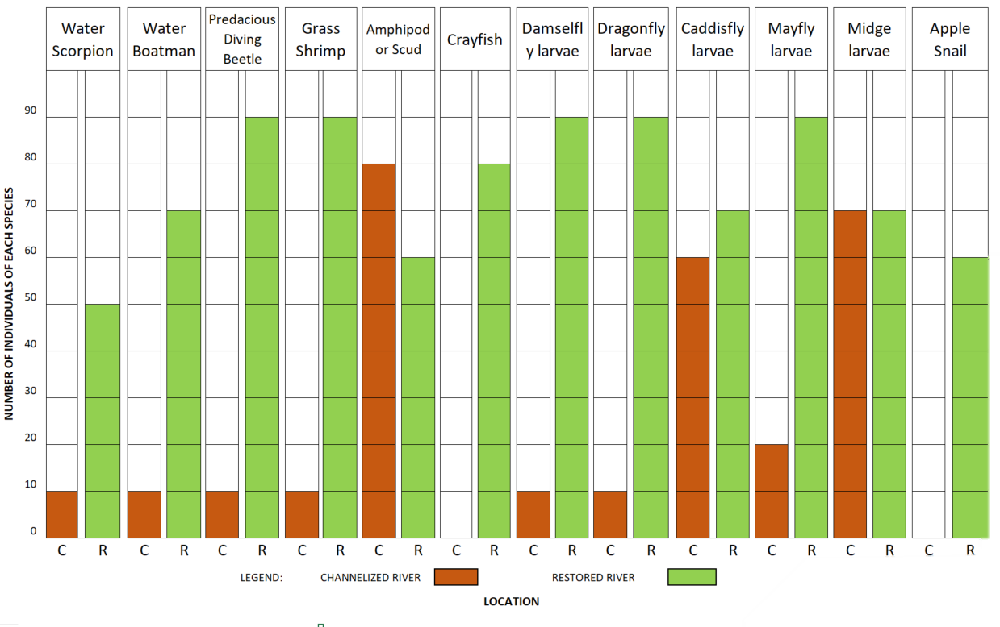 Water
Scorpion
Water
Boatman
Predacious
Diving
Beetle
Grass
Shrimp
Amphipod
or Scud
Crayfish
Damselfl
y larvae
Dragonfly
larvae
Caddisfly
larvae
Mayfly
larvae
Midge
larvae
Apple
Snail
NUMBER OF INDIVIDUALS OF EACH SPECIES
90
80
70
60
50
40
30
20
10
0
C R C R C R C R C R C R C R C R C R C R C R C R
LEGEND: CHANNELIZED RIVER RESTORED RIVER
LOCATION